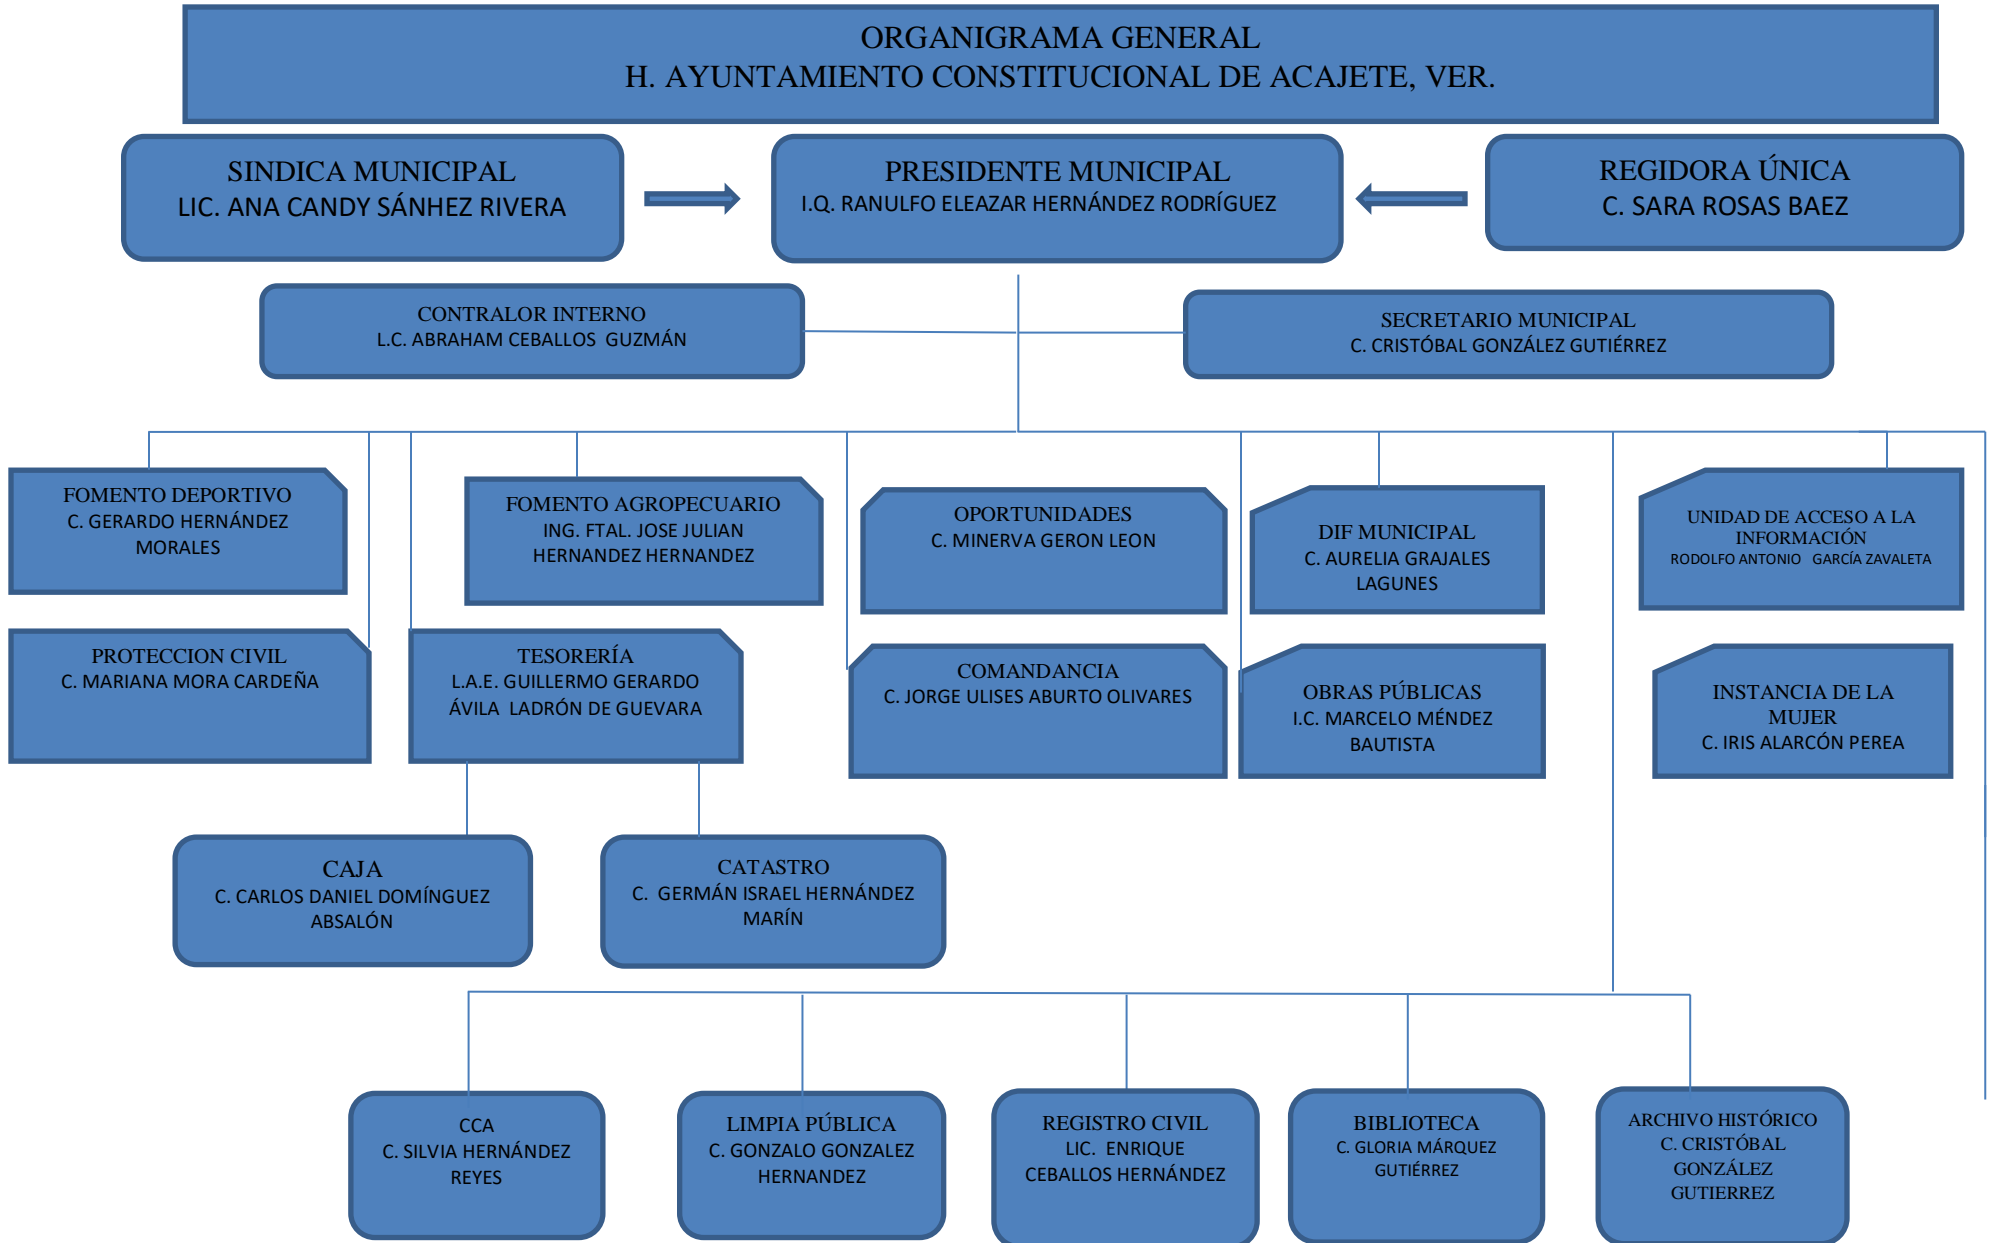 ORGANIGRAMA GENERAL
H. AYUNTAMIENTO CONSTITUCIONAL DE ACAJETE, VER.
SINDICA MUNICIPAL
LIC. ANA CANDY SÁNHEZ RIVERA
PRESIDENTE MUNICIPAL
I.Q. RANULFO ELEAZAR HERNÁNDEZ RODRÍGUEZ
REGIDORA ÚNICA
C. SARA ROSAS BAEZ
CONTRALOR INTERNO
L.C. ABRAHAM CEBALLOS GUZMÁN
SECRETARIO MUNICIPAL
C. CRISTÓBAL GONZÁLEZ GUTIÉRREZ
FOMENTO DEPORTIVO
C. GERARDO HERNÁNDEZ
MORALES
FOMENTO AGROPECUARIO
ING. FTAL. JOSE JULIAN
HERNANDEZ HERNANDEZ
OPORTUNIDADES
C. MINERVA GERON LEON
DIF MUNICIPAL
C. AURELIA GRAJALES
LAGUNES
UNIDAD DE ACCESO A LA
INFORMACIÓN
RODOLFO ANTONIO GARCÍA ZAVALETA
PROTECCION CIVIL
C. MARIANA MORA CARDEÑA
TESORERÍA
L.A.E. GUILLERMO GERARDO
ÁVILA LADRÓN DE GUEVARA
COMANDANCIA
C. JORGE ULISES ABURTO OLIVARES
OBRAS PÚBLICAS
I.C. MARCELO MÉNDEZ
BAUTISTA
INSTANCIA DE LA
MUJER
C. IRIS ALARCÓN PEREA
CAJA
C. CARLOS DANIEL DOMÍNGUEZ
ABSALÓN
CATASTRO
C. GERMÁN ISRAEL HERNÁNDEZ
MARÍN
CCA
C. SILVIA HERNÁNDEZ
REYES
LIMPIA PÚBLICA
C. GONZALO GONZALEZ
HERNANDEZ
REGISTRO CIVIL
LIC. ENRIQUE
CEBALLOS HERNÁNDEZ
BIBLIOTECA
C. GLORIA MÁRQUEZ
GUTIÉRREZ
ARCHIVO HISTÓRICO
C. CRISTÓBAL
GONZÁLEZ
GUTIERREZ